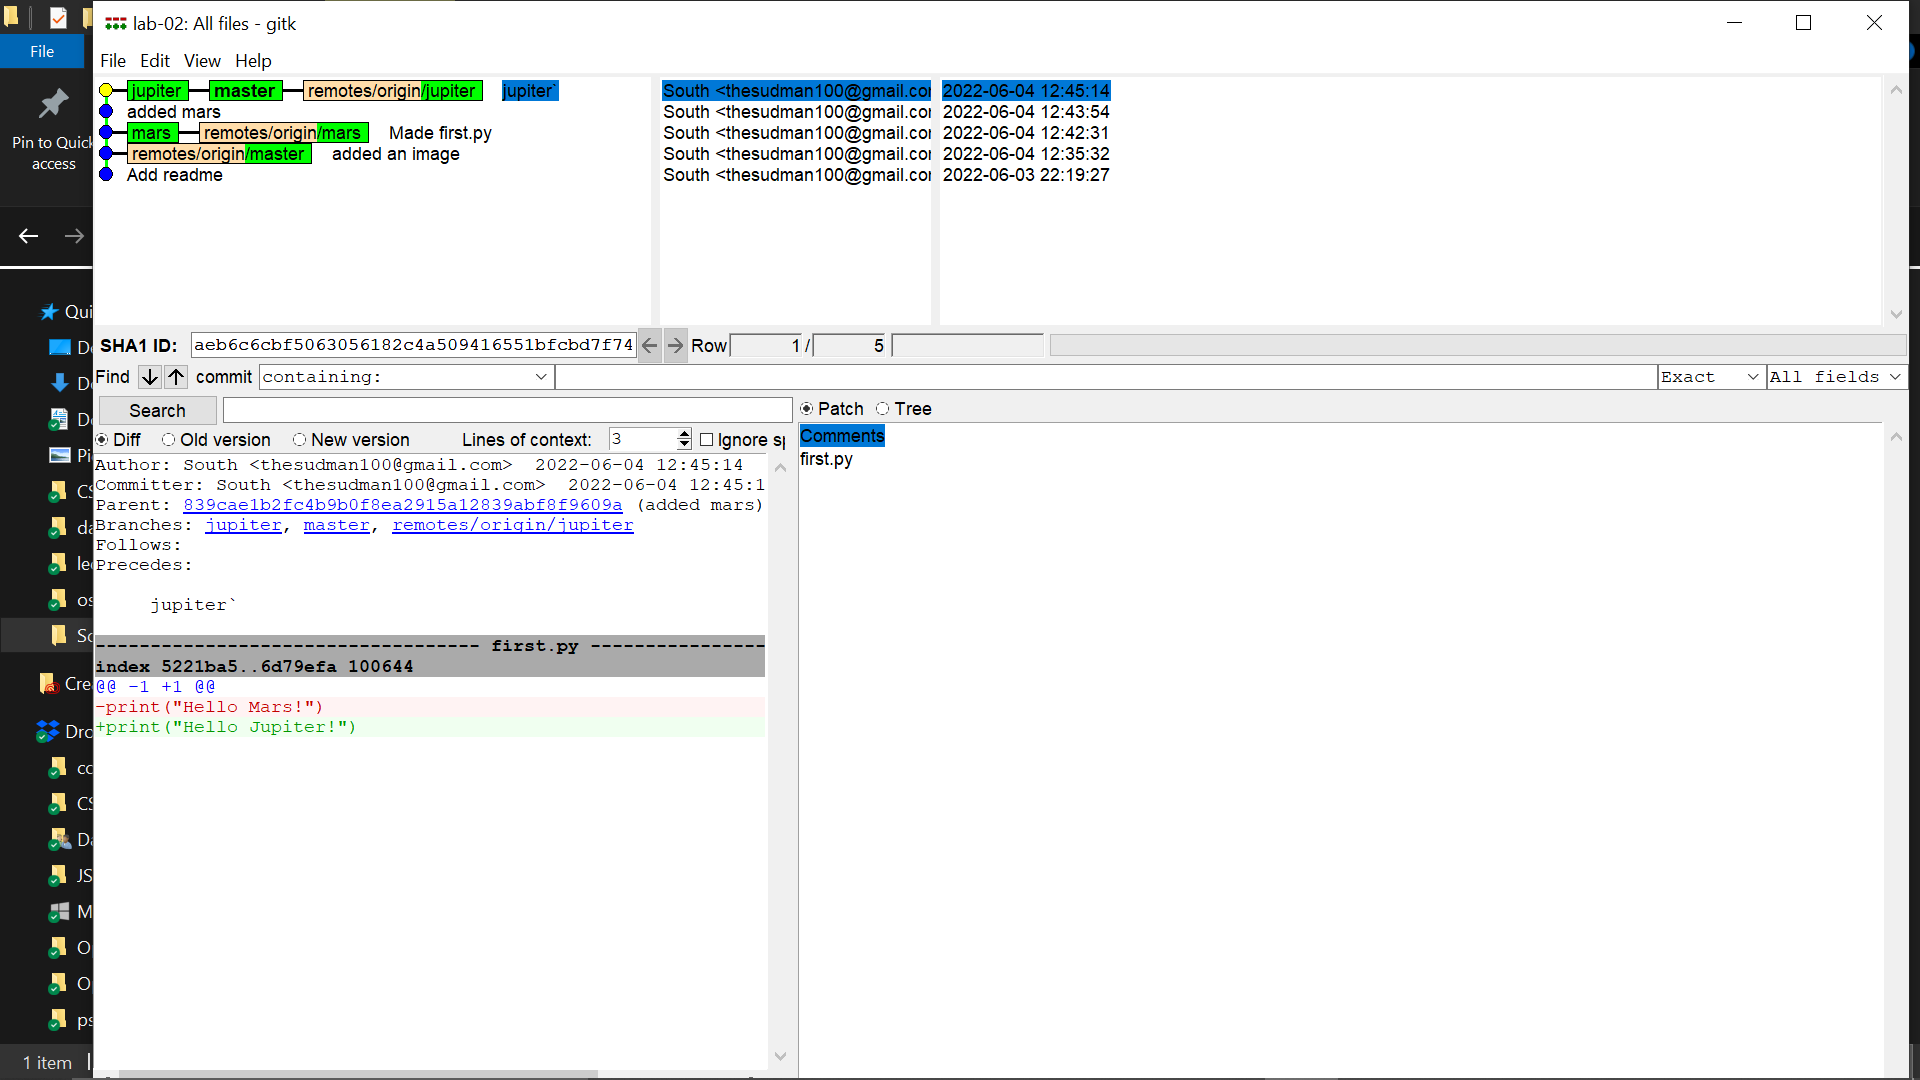 lab-02: All files - gitk
File
File Edit View Help
jupiter master remotes/origin/jupiter jupiter` South <thesudman100@gmail.co 2022-06-04 12:45:14
added mars South <thesudman100@gmail.co 2022-06-04 12:43:54
mars remotes/origin/mars Made first.py South <thesudman100@gmail.co 2022-06-04 12:42:31
remotes/origin/master added an image South <thesudman100@gmail.co 2022-06-04 12:35:32
Add readme South <thesudman100@gmail.co 2022-06-03 22:19:27
Pin to Quick
access
Qui
De
Do
Do
Pi
CS
da
le
os
Sc
Cre
Dro
cc
CS
Da
JS
M
O
O
ps
1 item
SHA1 ID: aeb6c6cbf5063056182c4a509416551bfcbd7f74 Row 1 / 5
Find commit containing: Exact All fields
Search Patch Tree
Diff Old version New version Lines of context: 3 Ignore sp
Comments
first.py
Author: South <thesudman100@gmail.com> 2022-06-04 12:45:14
Committer: South <thesudman100@gmail.com> 2022-06-04 12:45:1
Parent: 839cae1b2fc4b9b0f8ea2915a12839abf8f9609a (added mars)
Branches: jupiter, master, remotes/origin/jupiter
Follows:
Precedes:
jupiter`
----------------------------------- first.py ----------------
index 5221ba5..6d79efa 100644
@@ -1 +1 @@
-print("Hello Mars!")
+print("Hello Jupiter!")